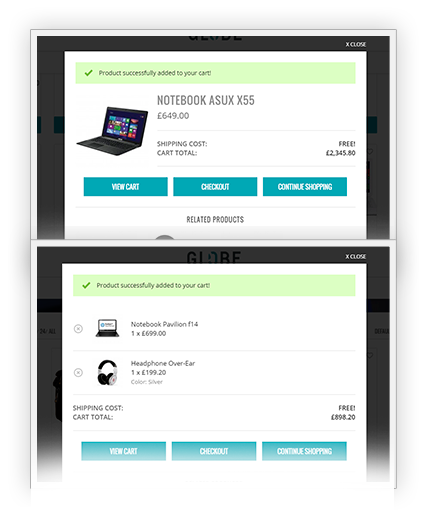 GLOBE
X CLOSE
Product successfully added to your cart!
NOTEBOOK ASUX X55
£649.00
SHIPPING COST: FREE!
CART TOTAL: £2,345.80
VIEW CART CHECKOUT CONTINUE SHOPPING
RELATED PRODUCTS
GLOBE
X CLOSE
Product successfully added to your cart!
Notebook Pavilion f14
1 x £699.00
Headphone Over-Ear
1 x £199.20
Color: Silver
SHIPPING COST: FREE!
CART TOTAL: £898.20
VIEW CART CHECKOUT CONTINUE SHOPPING